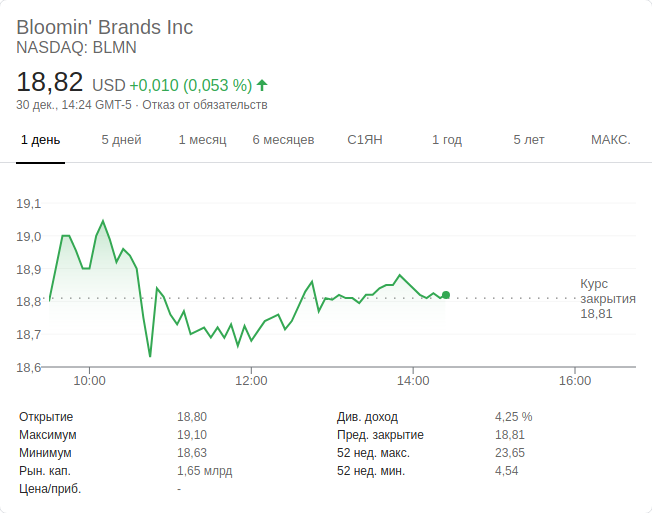 Bloomin' Brands Inc
NASDAQ: BLMN
18,82 USD +0,010 (0,053 %)
30 дек., 14:24 GMT-5 · Отказ от обязательств
1 день 5 дней 1 месяц 6 месяцев С1ЯН 1 год 5 лет МАКС.
19,1
19,0
18,9
18,8
18,7
18,6
Курс
закрытия
18,81
10:00 12:00 14:00 16:00
Открытие 18,80 Див. доход 4,25 %
Максимум 19,10 Пред. закрытие 18,81
Минимум 18,63 52 нед. макс. 23,65
Рын. кап. 1,65 млрд 52 нед. мин. 4,54
Цена/приб. -